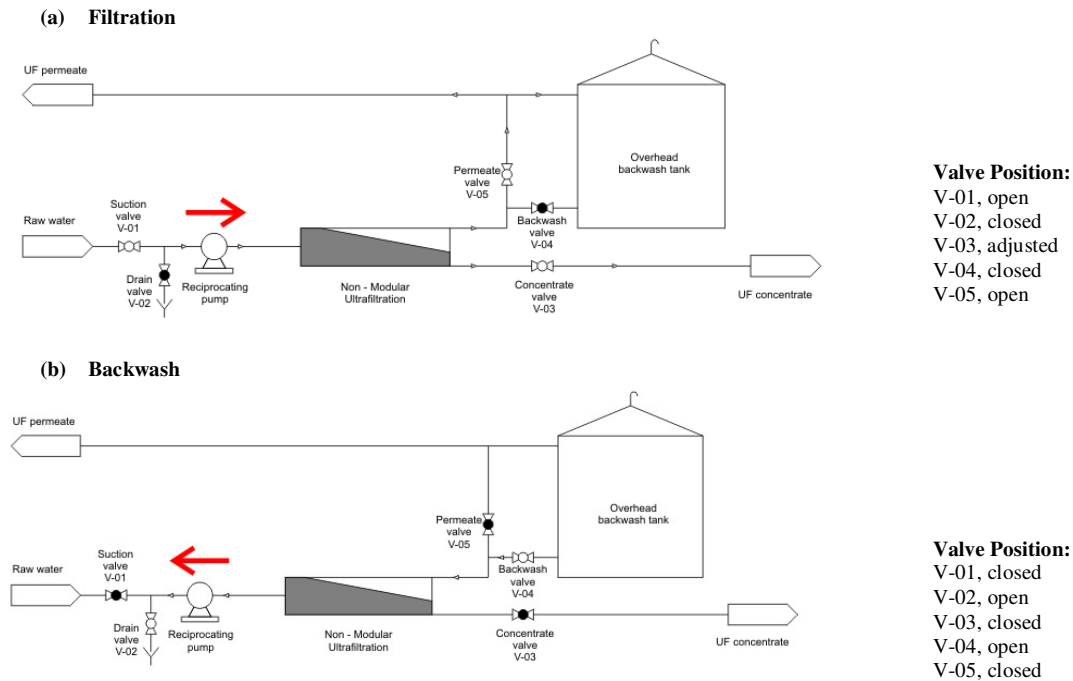 (a) Filtration
UF permeate
Overhead
backwash tank
Permeate
valve
V-05
Valve Position:
V-01, open
V-02, closed
V-03, adjusted
V-04, closed
V-05, open
Suction
valve
V-01
Raw water
Backwash
valve
V-04
Drain
valve
V-02
Reciprocating
pump
Non - Modular
Ultrafiltration
Concentrate
valve
V-03
UF concentrate
(b) Backwash
UF permeate
Overhead
backwash tank
Permeate
valve
V-05
Valve Position:
V-01, closed
V-02, open
V-03, closed
V-04, open
V-05, closed
Suction
valve
V-01
Raw water
Backwash
valve
V-04
Drain
valve
V-02
Reciprocating
pump
Non - Modular
Ultrafiltration
Concentrate
valve
V-03
UF concentrate